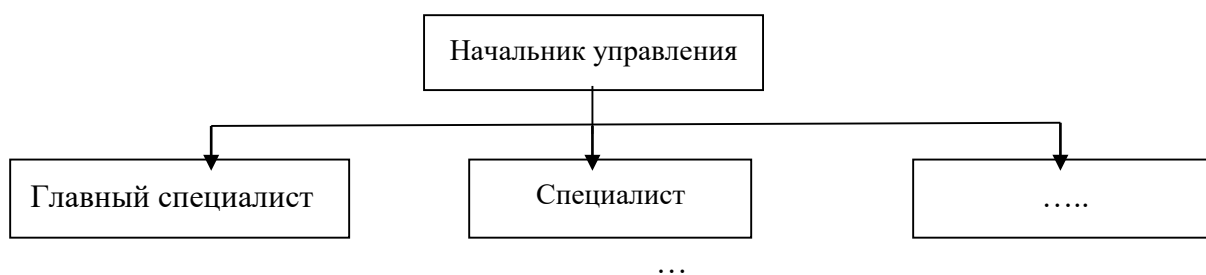 Начальник управления
Главный специалист
Специалист
…..
…